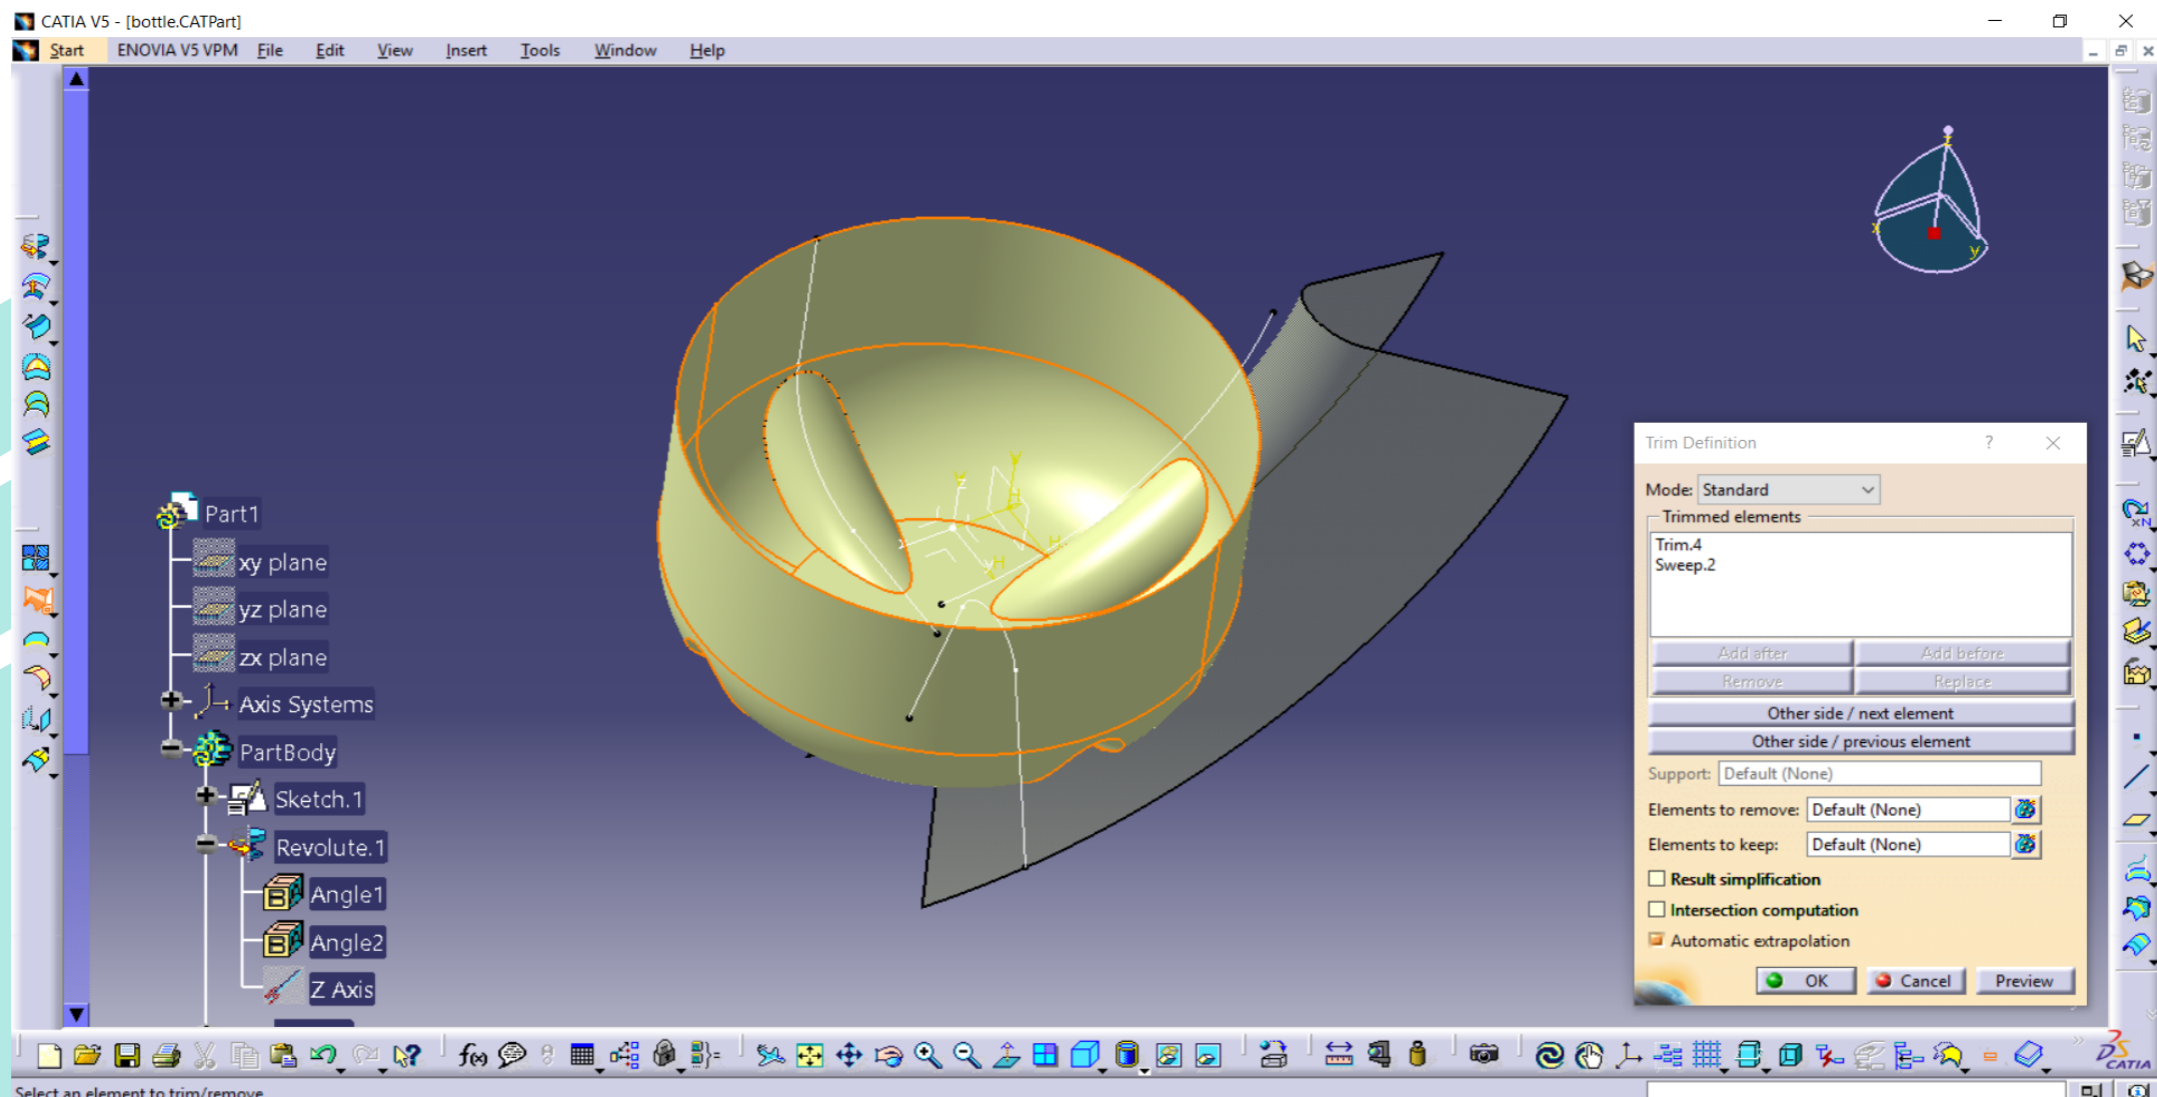 CATIA V5 - [bottle.CATPart]
Start ENOVIA V5 VPM File Edit View Insert Tools Window Help
z
x
y
Part1
xy plane
yz plane
zx plane
Axis Systems
PartBody
Sketch.1
Revolute.1
Angle1
Angle2
Z Axis
Trim Definition ?
Mode: Standard
Trimmed elements
Trim.4
Sweep.2
Add after Add before
Remove Replace
Other side / next element
Other side / previous element
Support: Default (None)
Elements to remove: Default (None)
Elements to keep: Default (None)
Result simplification
Intersection computation
Automatic extrapolation
OK Cancel Preview
f(x)
CATIA
Select an element to trim/remove